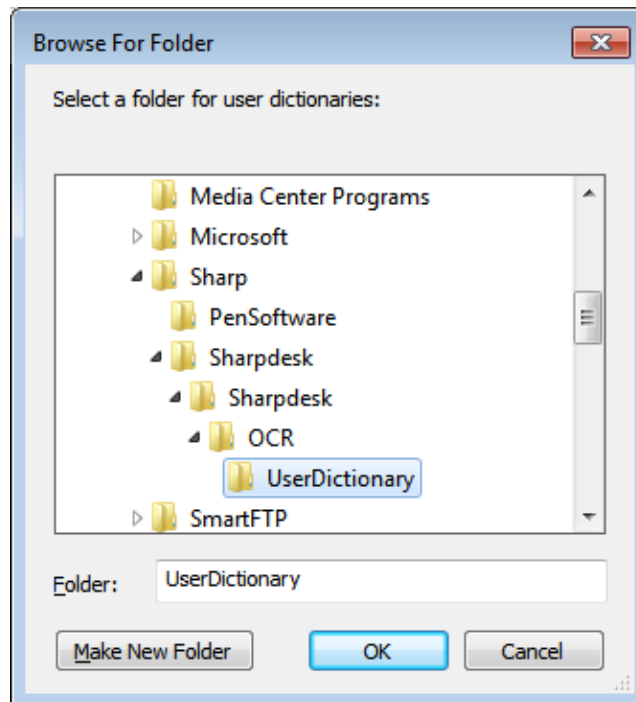 Browse For Folder
Select a folder for user dictionaries:
Media Center Programs
Microsoft
Sharp
PenSoftware
Sharpdesk
Sharpdesk
OCR
UserDictionary
SmartFTP
Folder: UserDictionary
Make New Folder OK Cancel